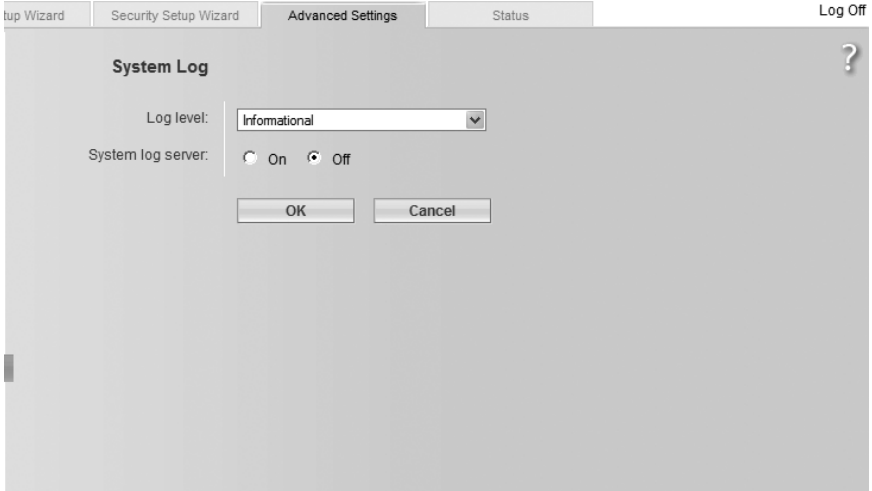 tup Wizard
Security Setup Wizard
Advanced Settings
Status
Log Off
System Log
?
Log level:
Informational
System log server:
On
Off
OK
Cancel